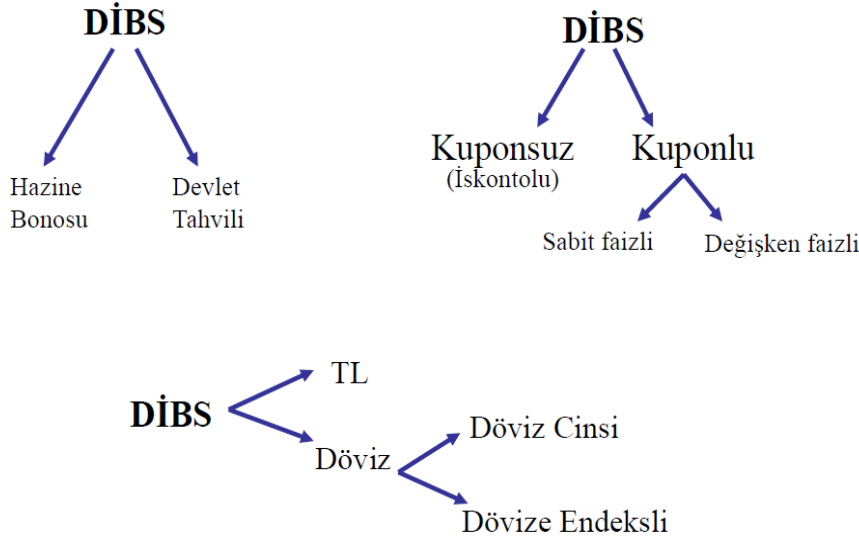 DİBS
Hazine
Bonosu
Devlet
Tahvili
DİBS
Kuponsuz
(İskontolu)
Kuponlu
Sabit faizli
Değişken faizli
DİBS
TL
Döviz
Döviz Cinsi
Dövize Endeksli